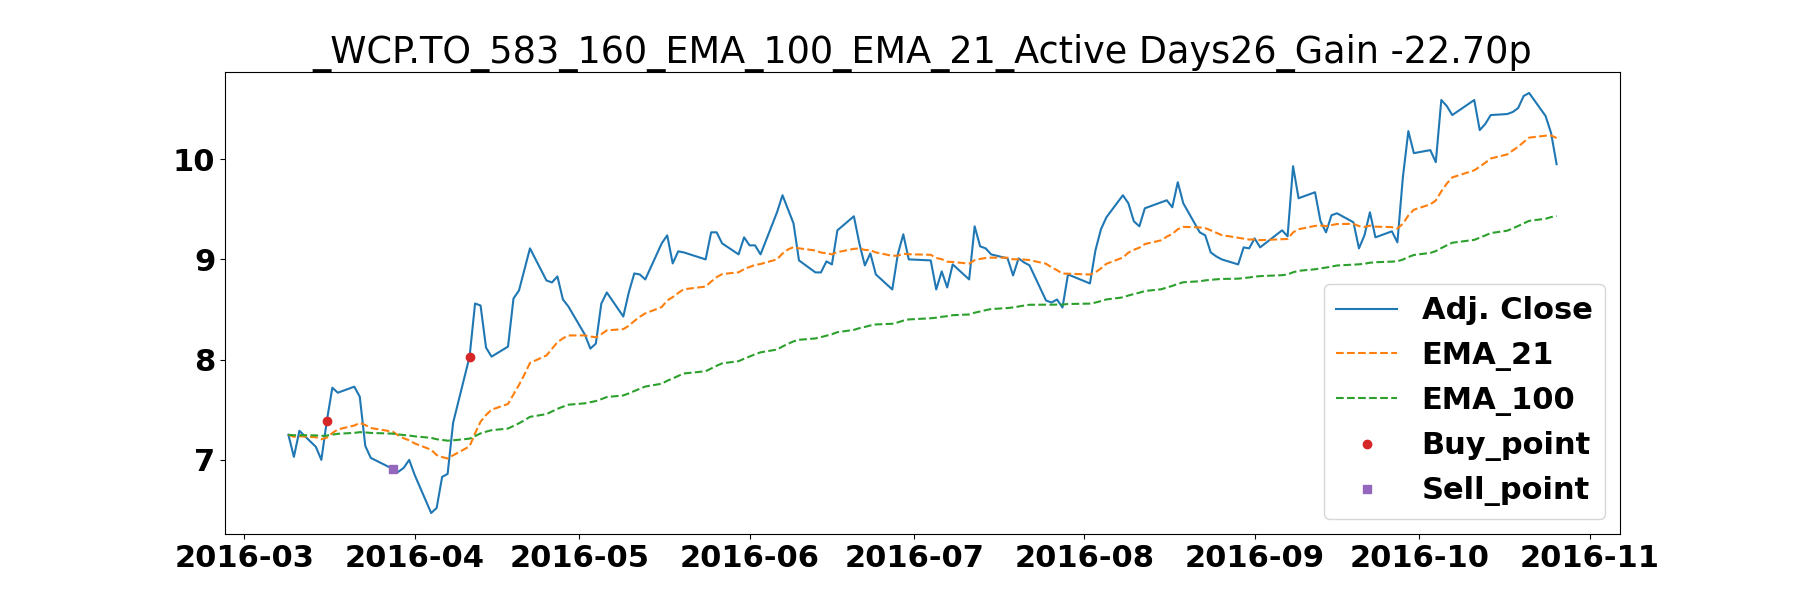 _WCP.TO_583_160_EMA_100_EMA_21_Active Days26_Gain -22.70p
10
9
8
7
Adj. Close
EMA_21
EMA_100
Buy_point
Sell_point
2016-03 2016-04 2016-05 2016-06 2016-07 2016-08 2016-09 2016-10 2016-11